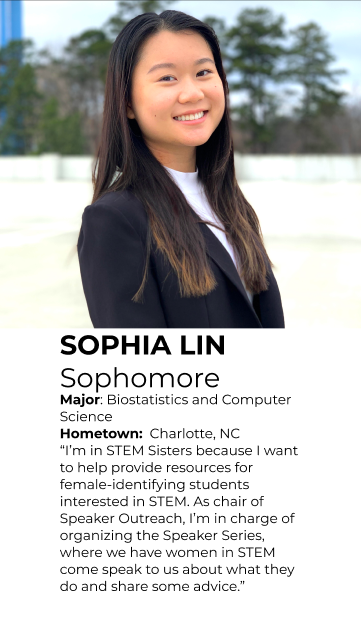 SOPHIA LIN
Sophomore
Major: Biostatistics and Computer
Science
Hometown: Charlotte, NC
“I’m in STEM Sisters because I want
to help provide resources for
female-identifying students
interested in STEM. As chair of
Speaker Outreach, I’m in charge of
organizing the Speaker Series,
where we have women in STEM
come speak to us about what they
do and share some advice.”